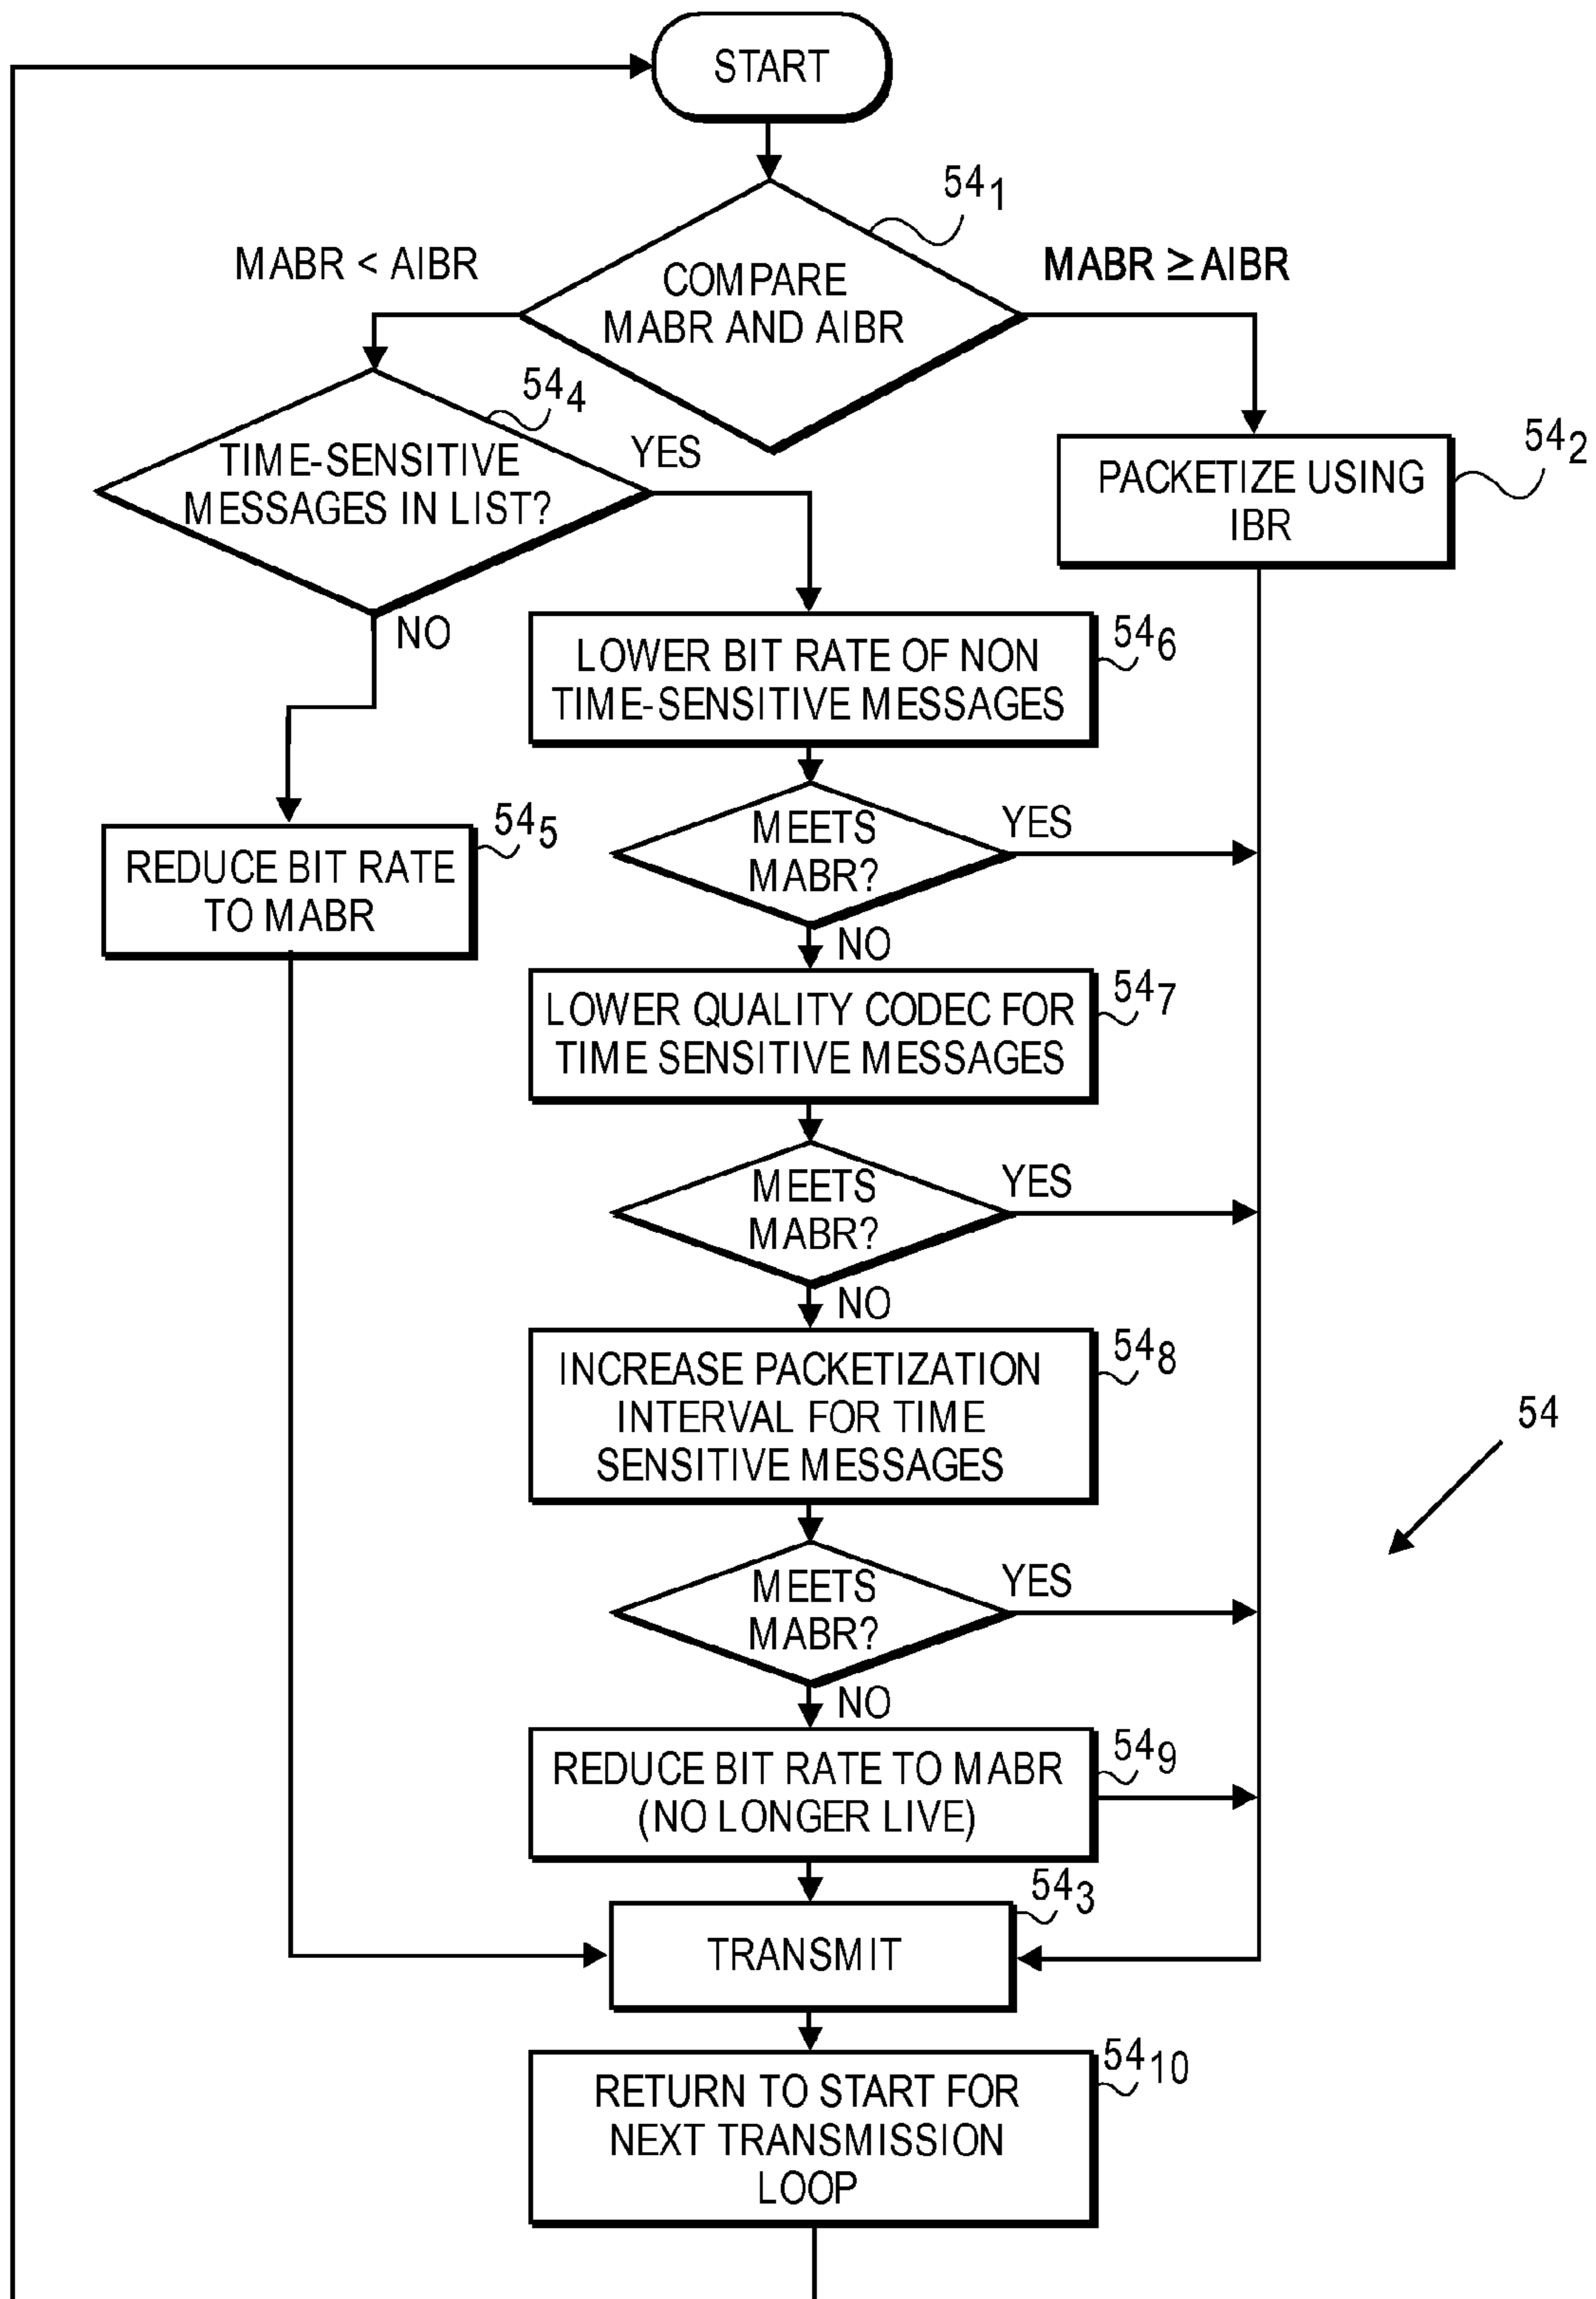 START
54₁
MABR < AIBR
MABR ≥ AIBR
COMPARE
MABR AND AIBR
54₄
TIME-SENSITIVE
MESSAGES IN LIST?
YES
NO
54₂
PACKETIZE USING
IBR
54₆
LOWER BIT RATE OF NON
TIME-SENSITIVE MESSAGES
54₅
REDUCE BIT RATE
TO MABR
MEETS
MABR?
YES
NO
54₇
LOWER QUALITY CODEC FOR
TIME SENSITIVE MESSAGES
MEETS
MABR?
YES
NO
54₈
INCREASE PACKETIZATION
INTERVAL FOR TIME
SENSITIVE MESSAGES
54
MEETS
MABR?
YES
NO
54₉
REDUCE BIT RATE TO MABR
(NO LONGER LIVE)
54₃
TRANSMIT
54₁₀
RETURN TO START FOR
NEXT TRANSMISSION
LOOP